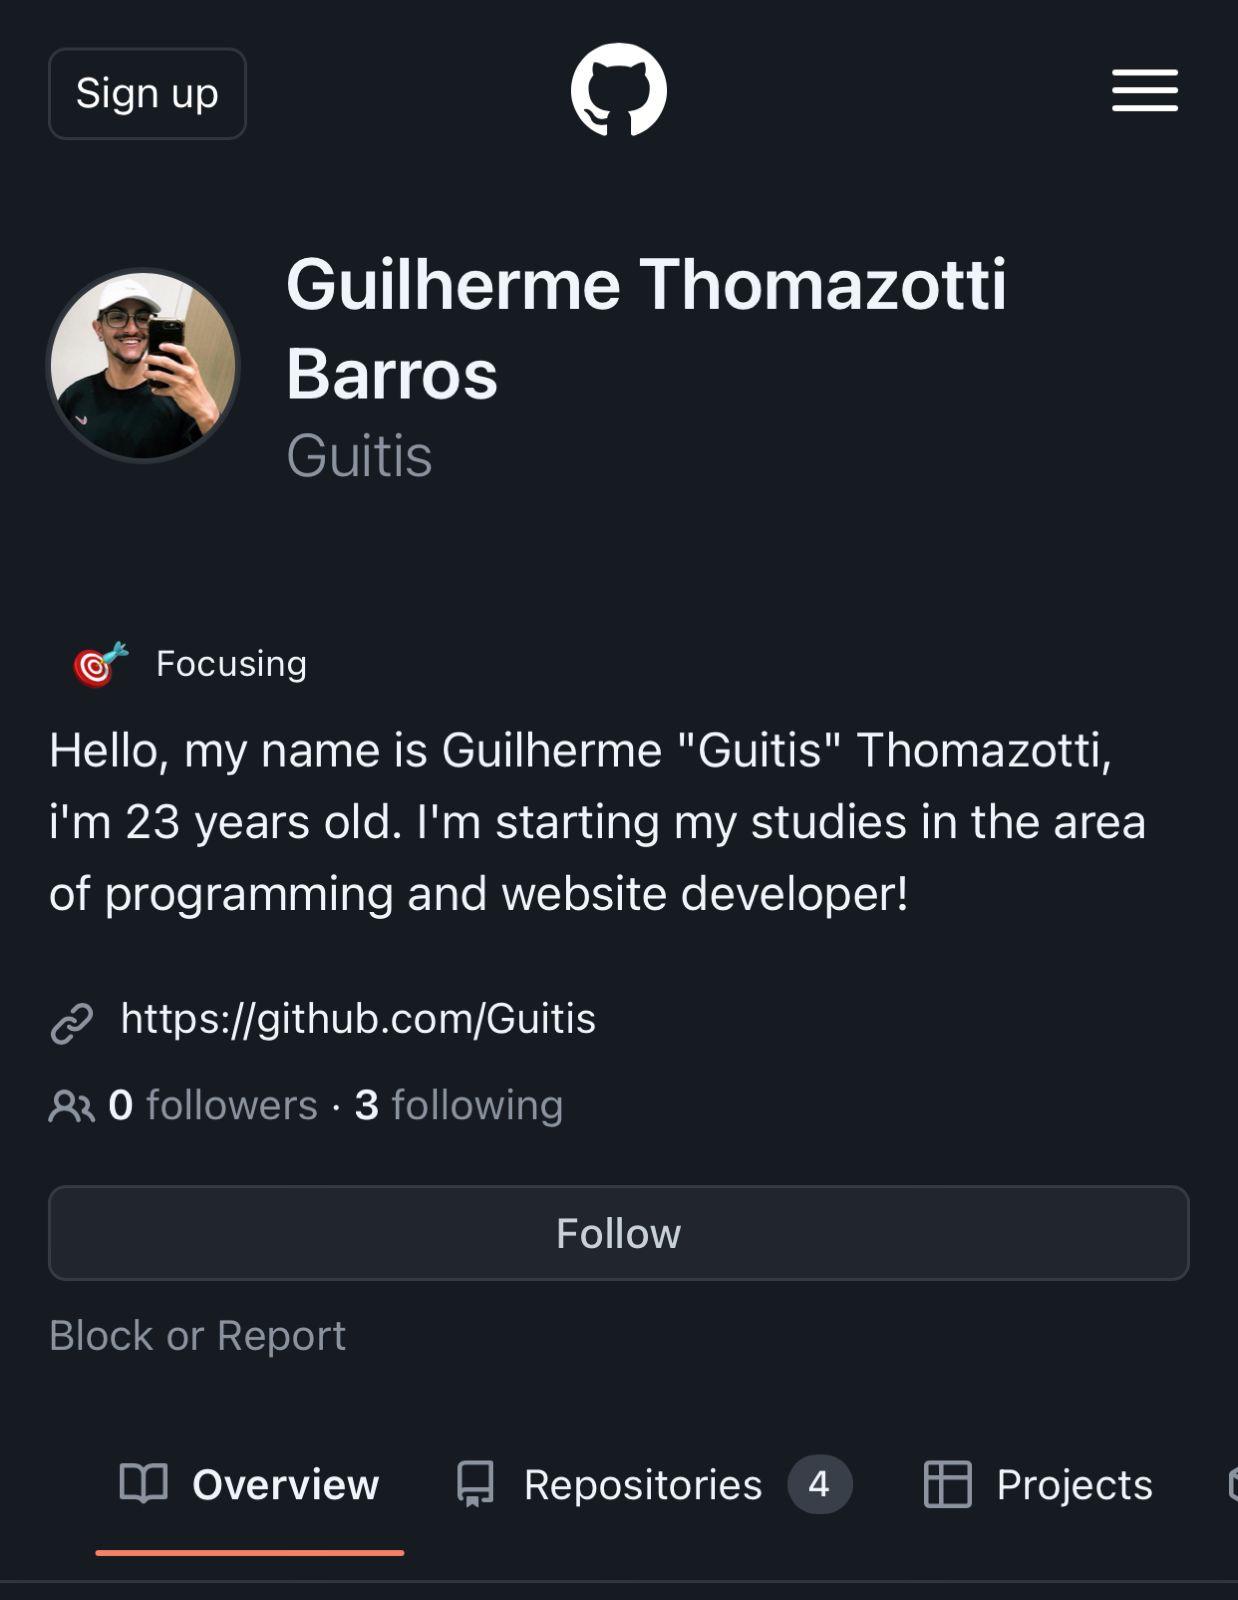 Sign up
Guilherme Thomazotti
Barros
Guitis
Focusing
Hello, my name is Guilherme "Guitis" Thomazotti,
i'm 23 years old. I'm starting my studies in the area
of programming and website developer!
https://github.com/Guitis
0 followers · 3 following
Follow
Block or Report
Overview Repositories 4 Projects